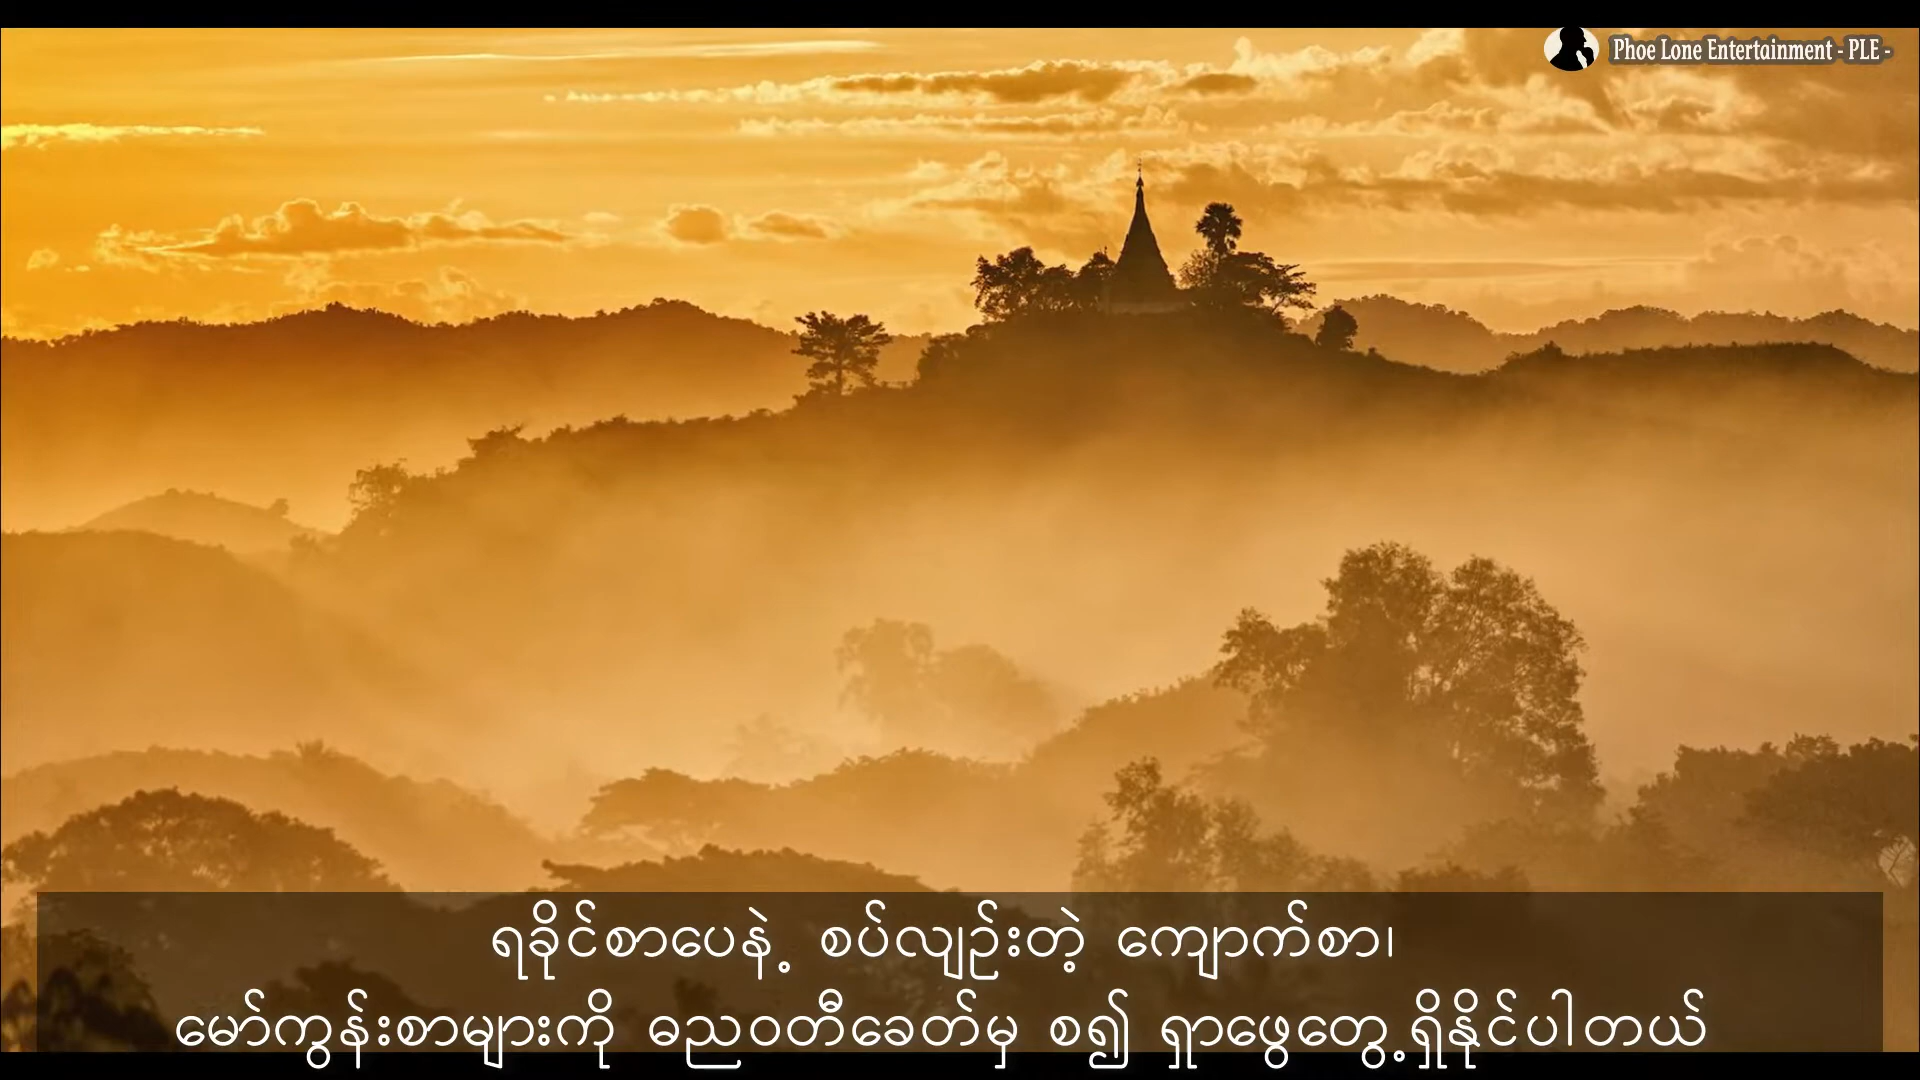 Phoe Lone Entertainment - PLE -
ရခိုင်စာပေနဲ့ စပ်လျဉ်းတဲ့ ကျောက်စာ၊
မော်ကွန်းစာများကို ဓညဝတီခေတ်မှ စ၍ ရှာဖွေတွေ့ရှိနိုင်ပါတယ်